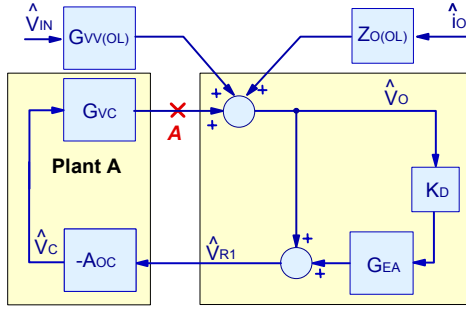 V̂IN
GVV(OL)
ZO(OL)
îO
GVC
A
+
+
+
V̂O
Plant A
KD
V̂C
-AOC
V̂R1
+
+
GEA